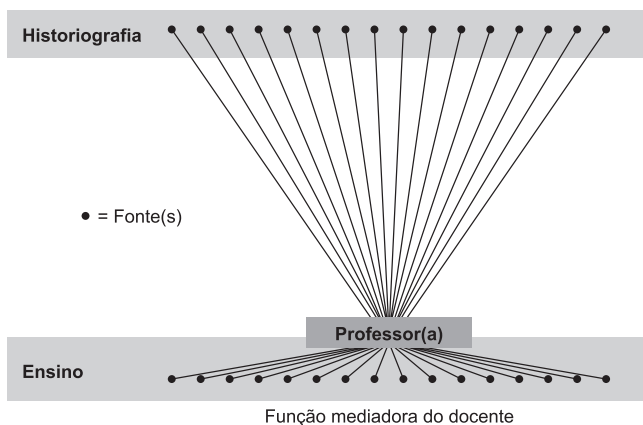 Historiografia
● = Fonte(s)
Professor(a)
Ensino
Função mediadora do docente